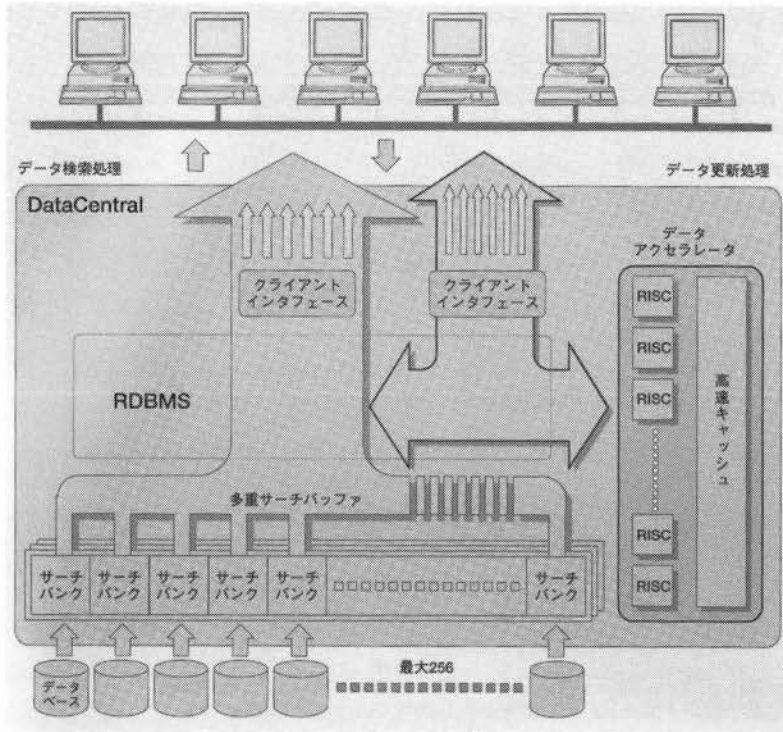 データ検索処理
データ更新処理
DataCentral
データ
アクセラレータ
クライアント
インタフェース
クライアント
インタフェース
RISC
RISC
RISC
RISC
RISC
高速キャッシュ
RDBMS
多重サーチバッファ
サーチ
バンク
サーチ
バンク
サーチ
バンク
サーチ
バンク
サーチ
バンク
サーチ
バンク
データ
ベース
最大256